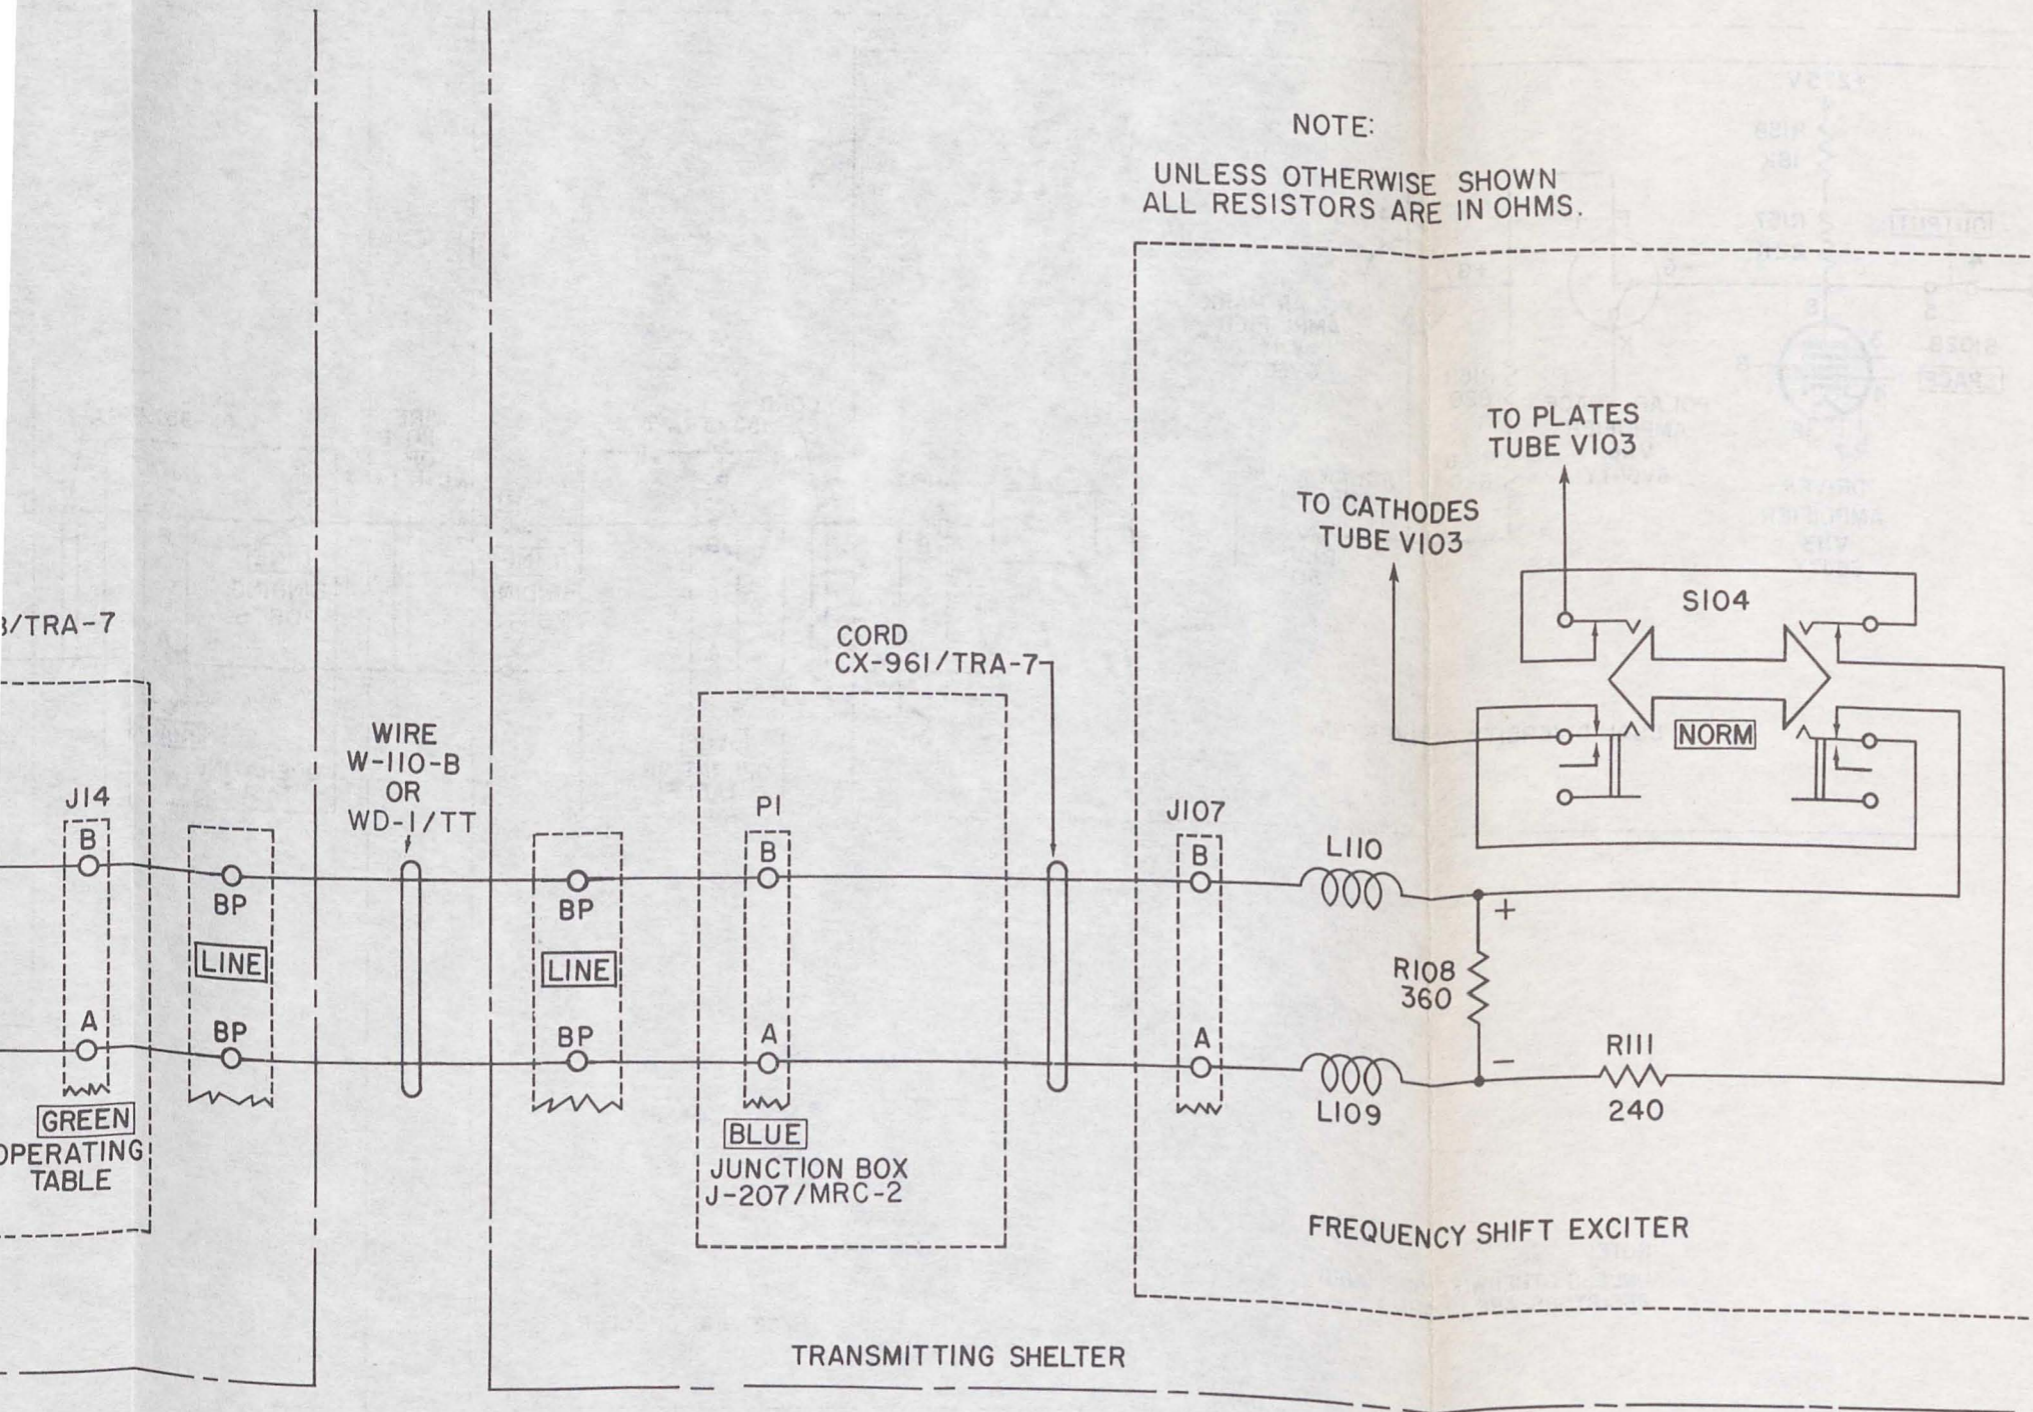 NOTE:
UNLESS OTHERWISE SHOWN
ALL RESISTORS ARE IN OHMS.
TO PLATES
TUBE V103
TO CATHODES
TUBE V103
S104
NORM
/TRA-7
CORD
CX-961/TRA-7
WIRE
W-110-B
OR
WD-1/TT
J14
B
A
GREEN
OPERATING
TABLE
BP
LINE
BP
BP
LINE
BP
P1
B
A
BLUE
JUNCTION BOX
J-207/MRC-2
J107
B
A
L110
L109
+
R108
360
-
R111
240
FREQUENCY SHIFT EXCITER
TRANSMITTING SHELTER